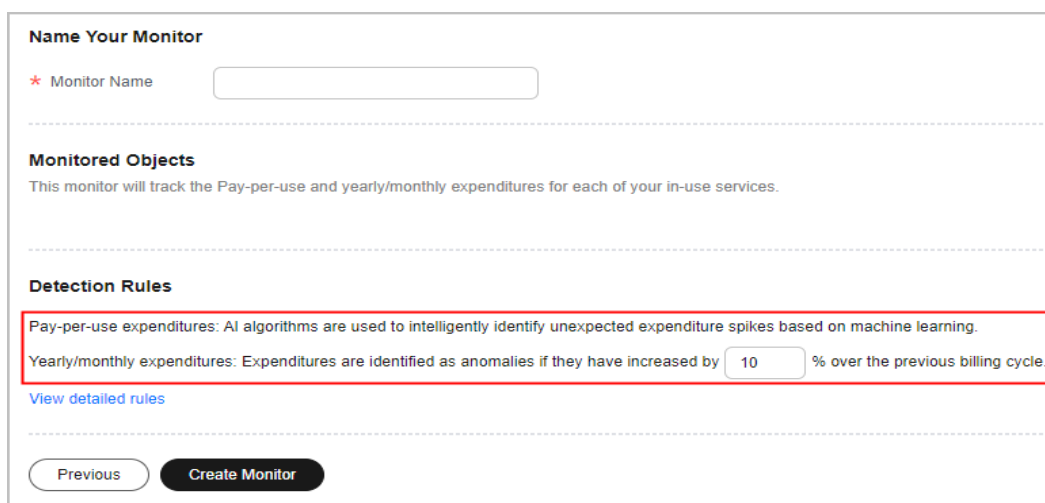 Name Your Monitor
* Monitor Name
Monitored Objects
This monitor will track the Pay-per-use and yearly/monthly expenditures for each of your in-use services.
Detection Rules
Pay-per-use expenditures: AI algorithms are used to intelligently identify unexpected expenditure spikes based on machine learning.
Yearly/monthly expenditures: Expenditures are identified as anomalies if they have increased by 10 % over the previous billing cycle.
View detailed rules
Previous Create Monitor